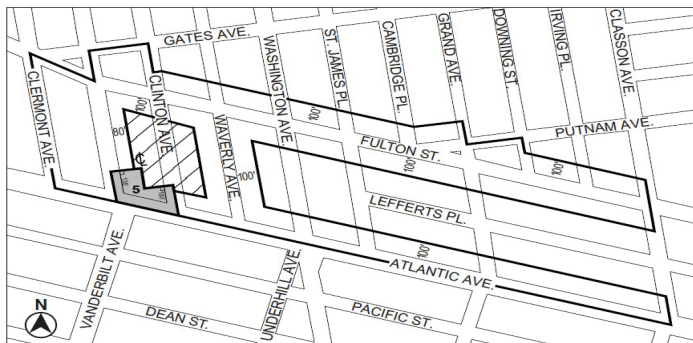 GATES AVE.
CLERMONT AVE.
CLINTON AVE.
100'
80'
℄
5
WAVERLY AVE.
100'
WASHINGTON AVE.
ST. JAMES PL.
100'
CAMBRIDGE PL.
GRAND AVE.
DOWNING ST
IRVING PL.
CLASSON AVE.
PUTNAM AVE.
FULTON ST.
100'
100'
LEFFERTS PL.
100'
ATLANTIC AVE.
VANDERBILT AVE.
UNDERHILL AVE.
DEAN ST.
PACIFIC ST.
N